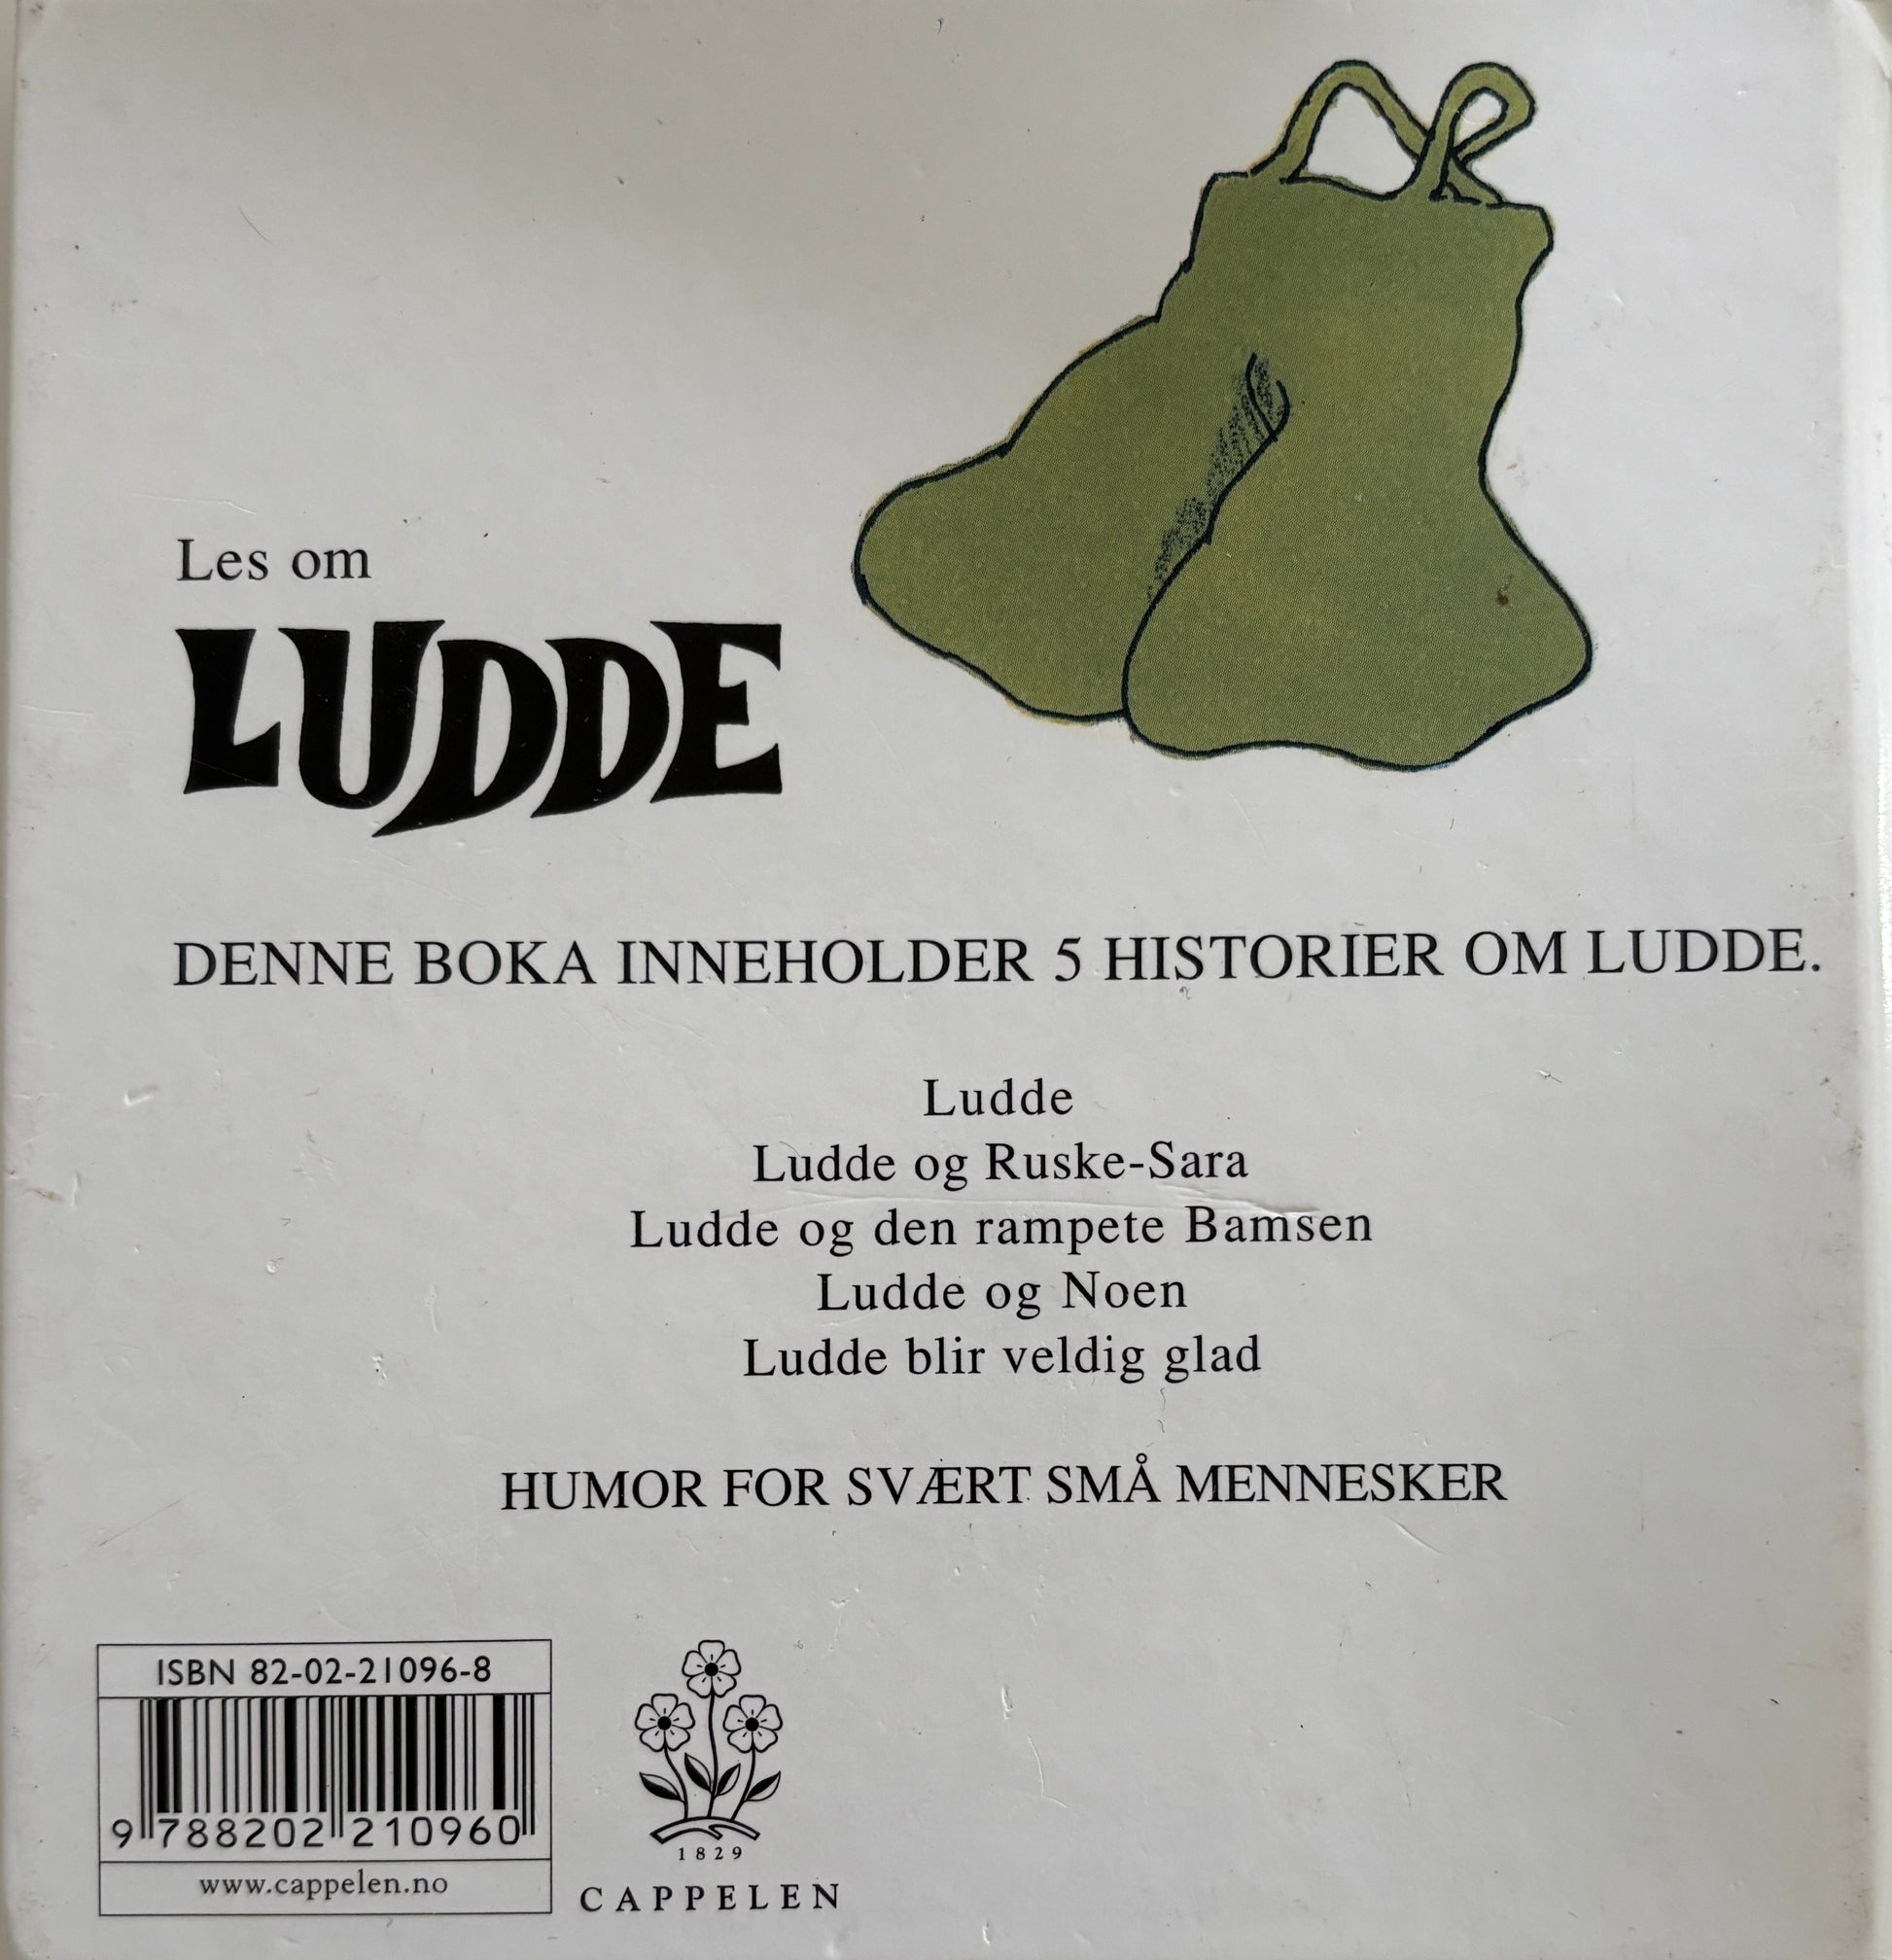 Les om
LUDDE
DENNE BOKA INNEHOLDER 5 HISTORIER OM LUDDE.
Ludde
Ludde og Ruske-Sara
Ludde og den rampete Bamsen
Ludde og Noen
Ludde blir veldig glad
HUMOR FOR SVÆRT SMÅ MENNESKER
ISBN 82-02-21096-8
9 788202 210960
www.cappelen.no
1829
CAPPELEN